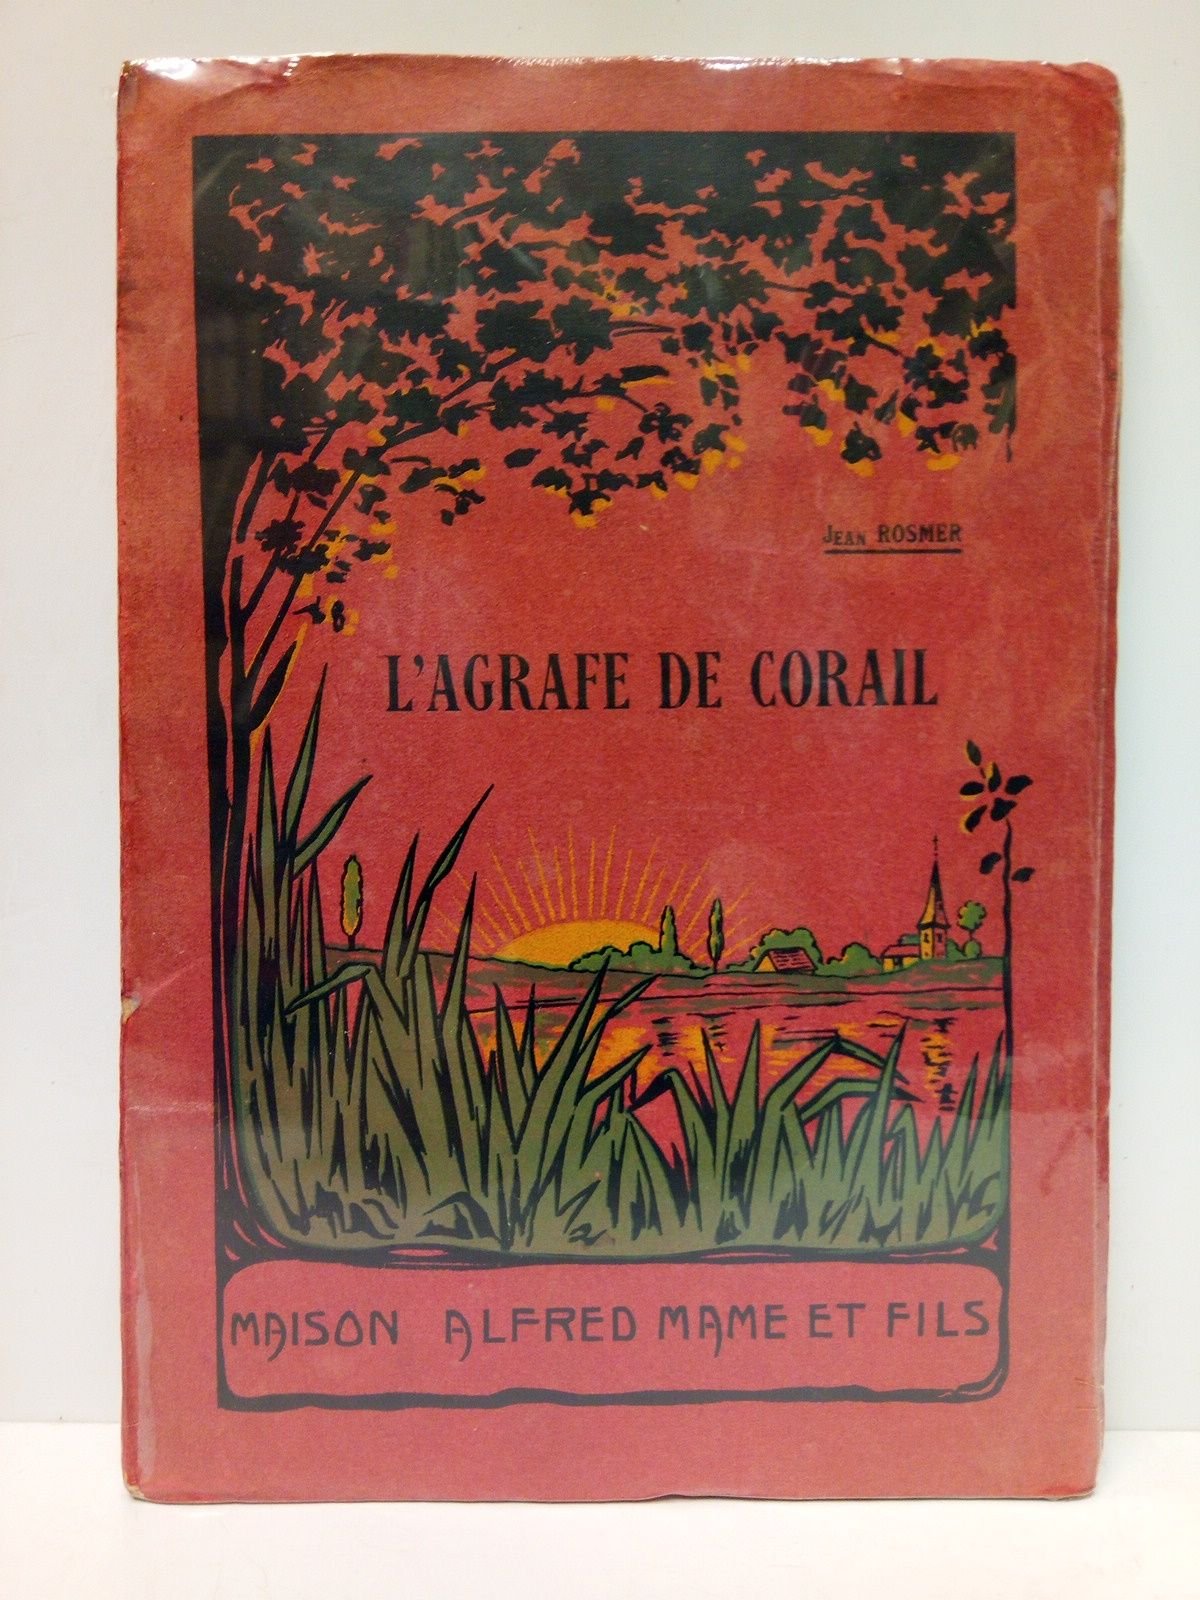 Jean ROSMER
L'AGRAFE DE CORAIL
MAISON ALFRED MAME ET FILS